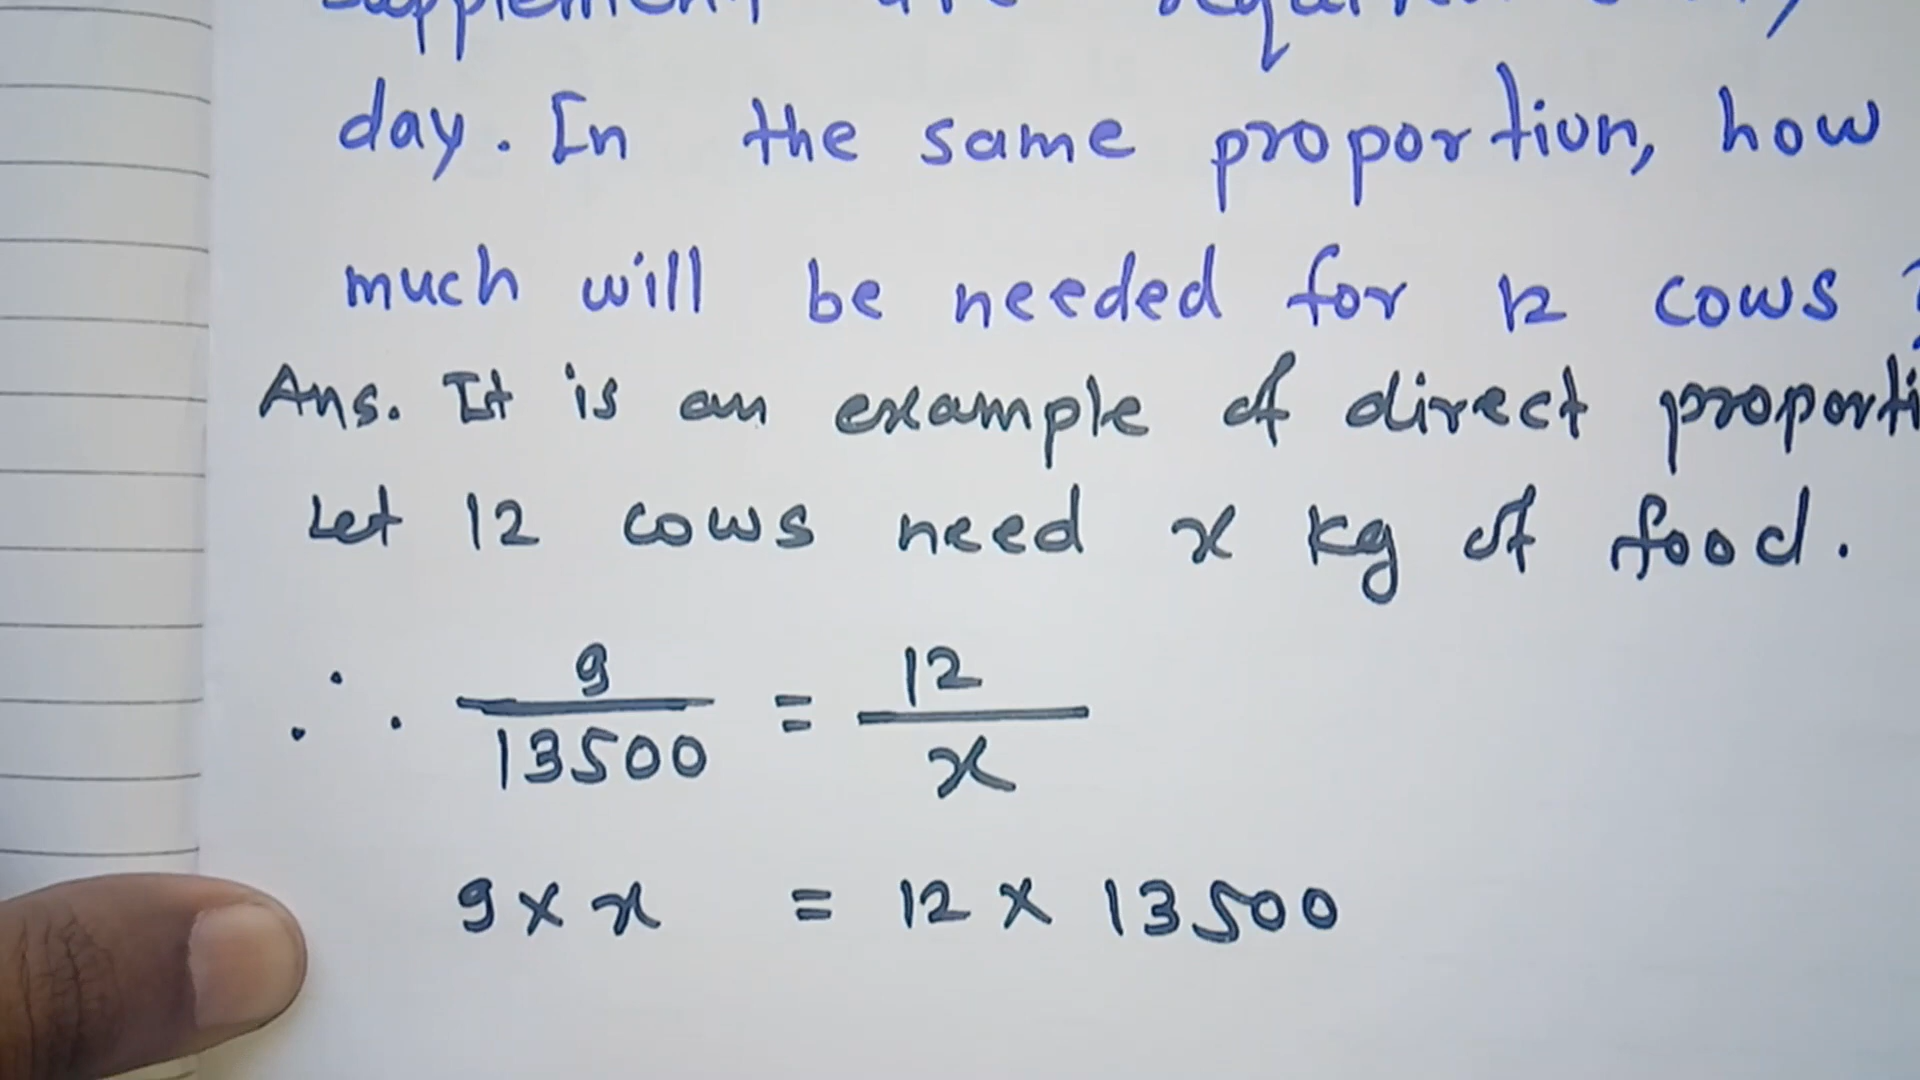 day. In the same proportion, how
much will be needed for 12 cows
Ans. It is an example of direct proporti
Let 12 cows need x kg of food.
∴ 9/13500 = 12/x
9 × x = 12 × 13500